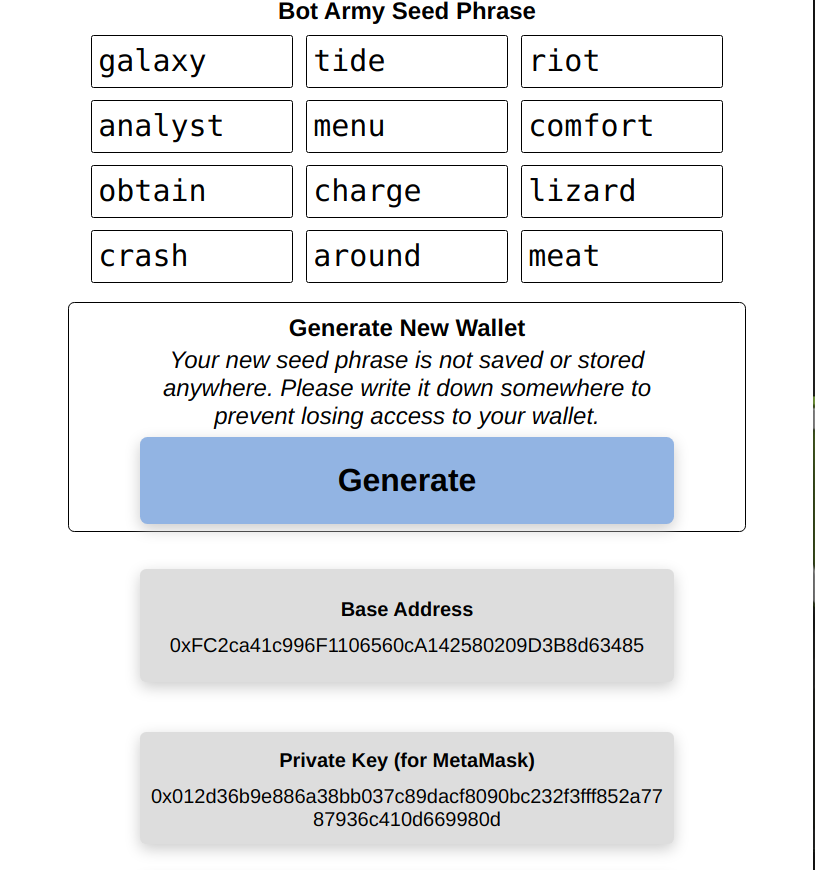 Bot Army Seed Phrase
galaxy tide riot
analyst menu comfort
obtain charge lizard
crash around meat
Generate New Wallet
Your new seed phrase is not saved or stored
anywhere. Please write it down somewhere to
prevent losing access to your wallet.
Generate
Base Address
0xFC2ca41c996F1106560cA142580209D3B8d63485
Private Key (for MetaMask)
0x012d36b9e886a38bb037c89dacf8090bc232f3fff852a77
87936c410d669980d